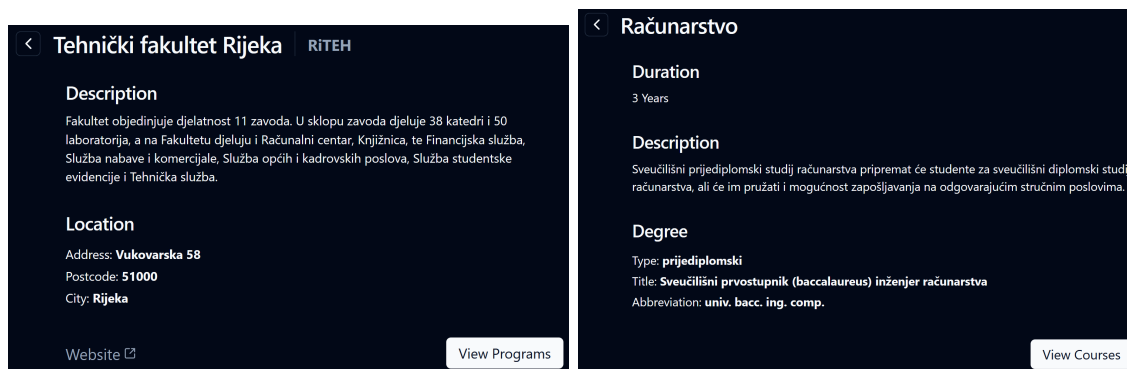 Tehnički fakultet Rijeka RiTEH
Description
Fakultet objedinjuje djelatnost 11 zavoda. U sklopu zavoda djeluje 38 katedri i 50
laboratorija, a na Fakultetu djeluju i Računalni centar, Knjižnica, te Financijska služba,
Služba nabave i komercijale, Služba općih i kadrovskih poslova, Služba studentske
evidencije i Tehnička služba.
Location
Address: Vukovarska 58
Postcode: 51000
City: Rijeka
Website
View Programs
Računarstvo
Duration
3 Years
Description
Sveučilišni prijediplomski studij računarstva pripremat će studente za sveučilišni diplomski studij
računarstva, ali će im pružati i mogućnost zapošljavanja na odgovarajućim stručnim poslovima.
Degree
Type: prijediplomski
Title: Sveučilišni prvostupnik (baccalaureus) inženjer računarstva
Abbreviation: univ. bacc. ing. comp.
View Courses